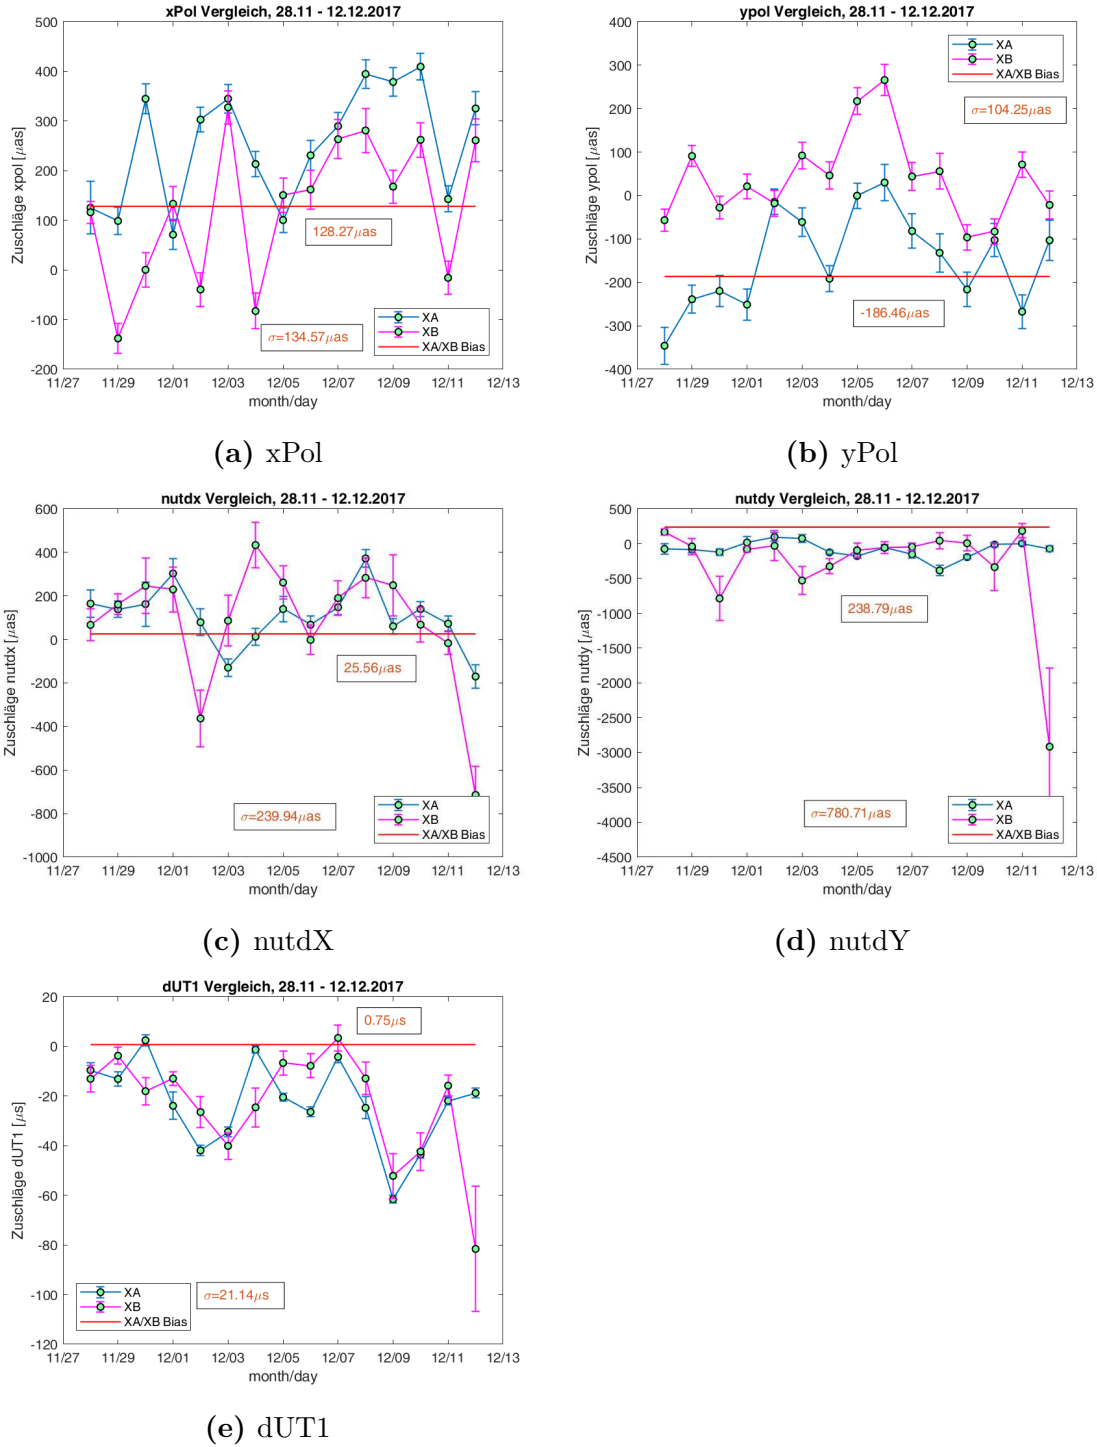 xPol Vergleich, 28.11 - 12.12.2017
Zuschläge xpol [μas]
500
400
300
200
100
0
-100
-200
11/27 11/29 12/01 12/03 12/05 12/07 12/09 12/11 12/13
month/day
128.27μas
σ=134.57μas
XA
XB
XA/XB Bias
(a) xPol
ypol Vergleich, 28.11 - 12.12.2017
Zuschläge ypol [μas]
400
300
200
100
0
-100
-200
-300
-400
11/27 11/29 12/01 12/03 12/05 12/07 12/09 12/11 12/13
month/day
XA
XB
XA/XB Bias
σ=104.25μas
-186.46μas
(b) yPol
nutdx Vergleich, 28.11 - 12.12.2017
Zuschläge nutdx [μas]
600
400
200
0
-200
-400
-600
-800
-1000
11/27 11/29 12/01 12/03 12/05 12/07 12/09 12/11 12/13
month/day
25.56μas
σ=239.94μas
XA
XB
XA/XB Bias
(c) nutdX
nutdy Vergleich, 28.11 - 12.12.2017
Zuschläge nutdy [μas]
500
0
-500
-1000
-1500
-2000
-2500
-3000
-3500
-4000
-4500
11/27 11/29 12/01 12/03 12/05 12/07 12/09 12/11 12/13
month/day
238.79μas
σ=780.71μas
XA
XB
XA/XB Bias
(d) nutdY
dUT1 Vergleich, 28.11 - 12.12.2017
Zuschläge dUT1 [μs]
20
0
-20
-40
-60
-80
-100
-120
11/27 11/29 12/01 12/03 12/05 12/07 12/09 12/11 12/13
month/day
0.75μs
XA
XB
XA/XB Bias
σ=21.14μs
(e) dUT1